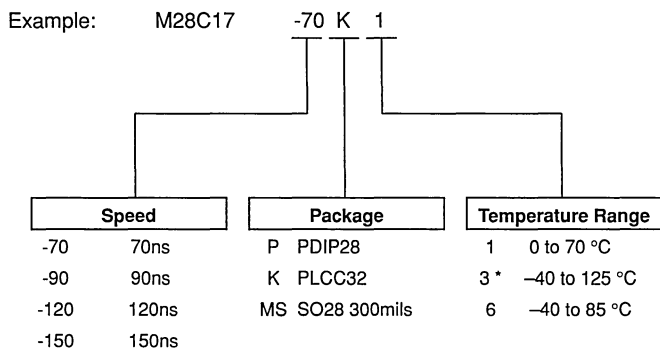 Example: M28C17 -70 K 1
Speed Package Temperature Range
-70 70ns P PDIP28 1 0 to 70 °C
-90 90ns K PLCC32 3 * –40 to 125 °C
-120 120ns MS SO28 300mils 6 –40 to 85 °C
-150 150ns